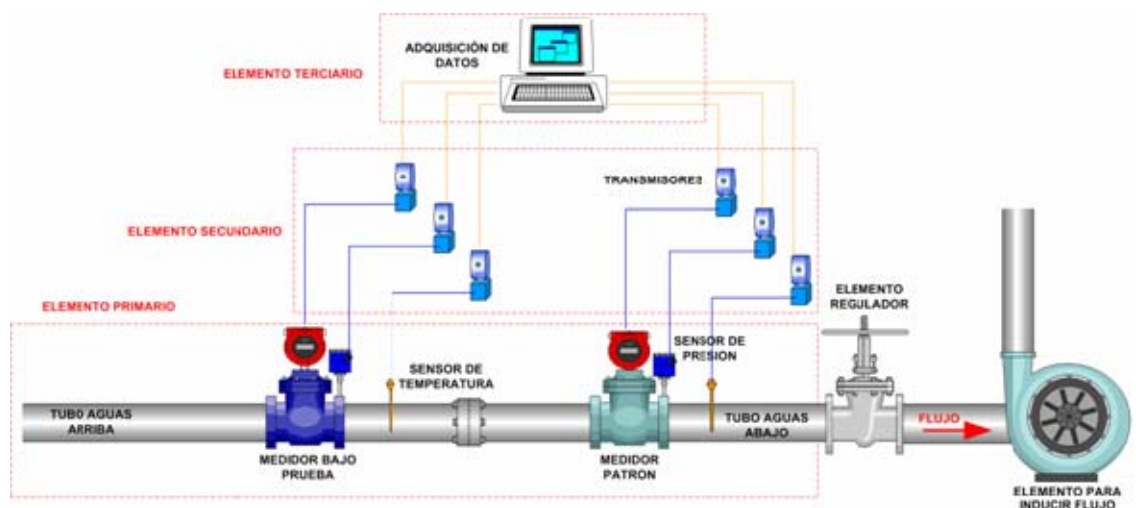 ADQUISICIÓN DE
DATOS
ELEMENTO TERCIARIO
TRANSMISORES
ELEMENTO SECUNDARIO
ELEMENTO PRIMARIO
ELEMENTO
REGULADOR
SENSOR DE
PRESION
SENSOR DE
TEMPERATURA
TUBO AGUAS
ARRIBA
TUBO AGUAS
ABAJO
FLUJO
MEDIDOR BAJO
PRUEBA
MEDIDOR
PATRON
ELEMENTO PARA
INDUCIR FLUJO